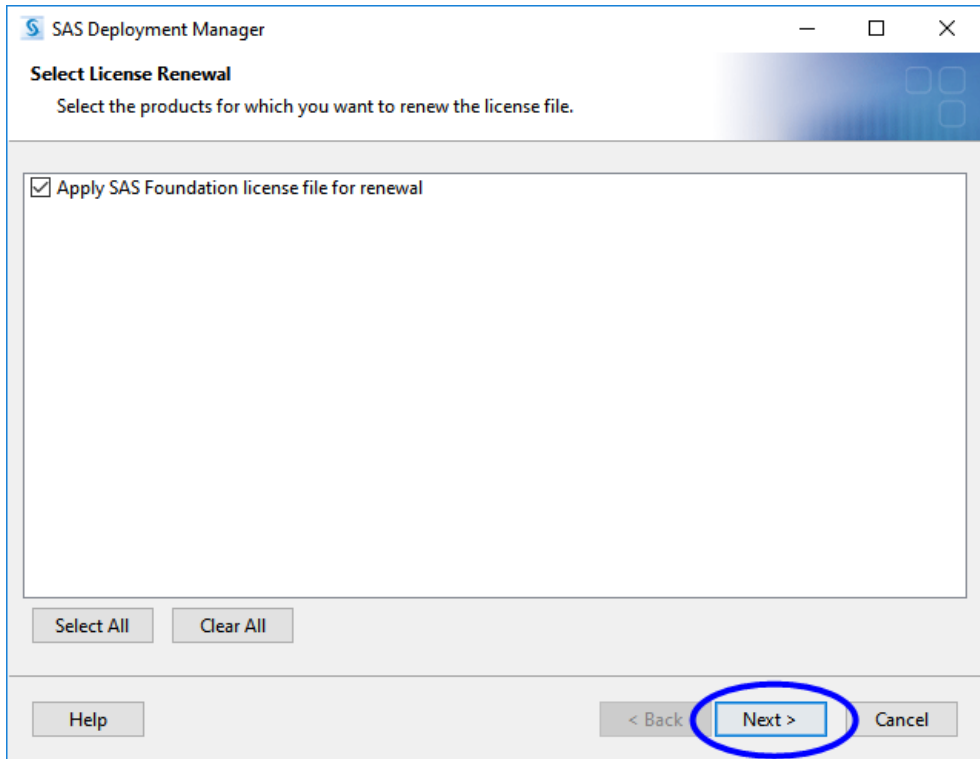 SAS Deployment Manager
Select License Renewal
Select the products for which you want to renew the license file.
Apply SAS Foundation license file for renewal
Select All Clear All
Help < Back Next > Cancel